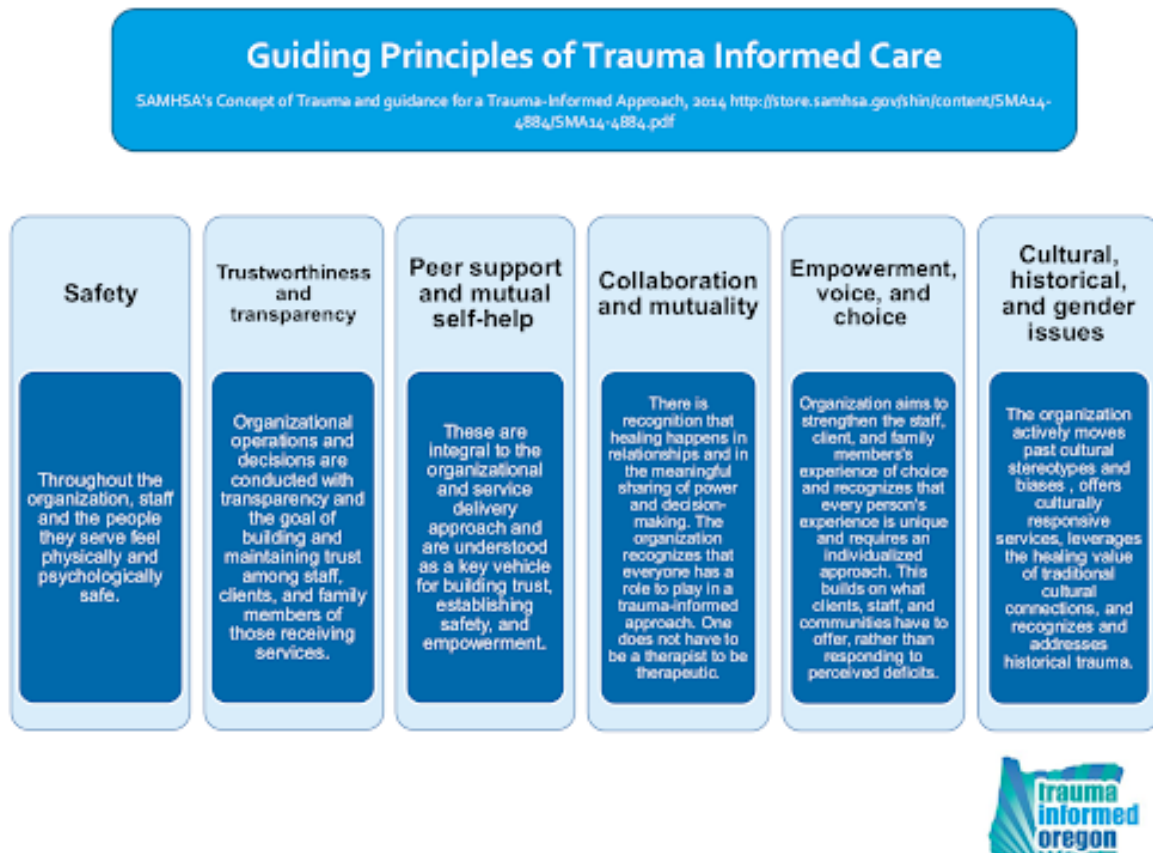 Guiding Principles of Trauma Informed Care
SAMHSA's Concept of Trauma and guidance for a Trauma-Informed Approach, 2014 http://store.samhsa.gov/shin/content/SMA14-
4884/SMA14-4884.pdf
Safety
Throughout the
organization, staff
and the people
they serve feel
physically and
psychologically
safe.
Trustworthiness
and
transparency
Organizational
operations and
decisions are
conducted with
transparency and
the goal of
building and
maintaining trust
among staff,
clients, and family
members of
those receiving
services.
Peer support
and mutual
self-help
These are
integral to the
organizational
and service
delivery
approach and
are understood
as a key vehicle
for building trust,
establishing
safety, and
empowerment.
Collaboration
and mutuality
There is
recognition that
healing happens in
relationships and in
the meaningful
sharing of power
and decision-
making. The
organization
recognizes that
everyone has a
role to play in a
trauma-informed
approach. One
does not have to
be a therapist to be
therapeutic.
Empowerment,
voice, and
choice
Organization aims to
strengthen the staff,
client, and family
members's
experience of choice
and recognizes that
every person's
experience is unique
and requires an
individualized
approach. This
builds on what
clients, staff, and
communities have to
offer, rather than
responding to
perceived deficits.
Cultural,
historical,
and gender
issues
The organization
actively moves
past cultural
stereotypes and
biases , offers
culturally
responsive
services, leverages
the healing value
of traditional
cultural
connections, and
recognizes and
addresses
historical trauma.
trauma
informed
oregon